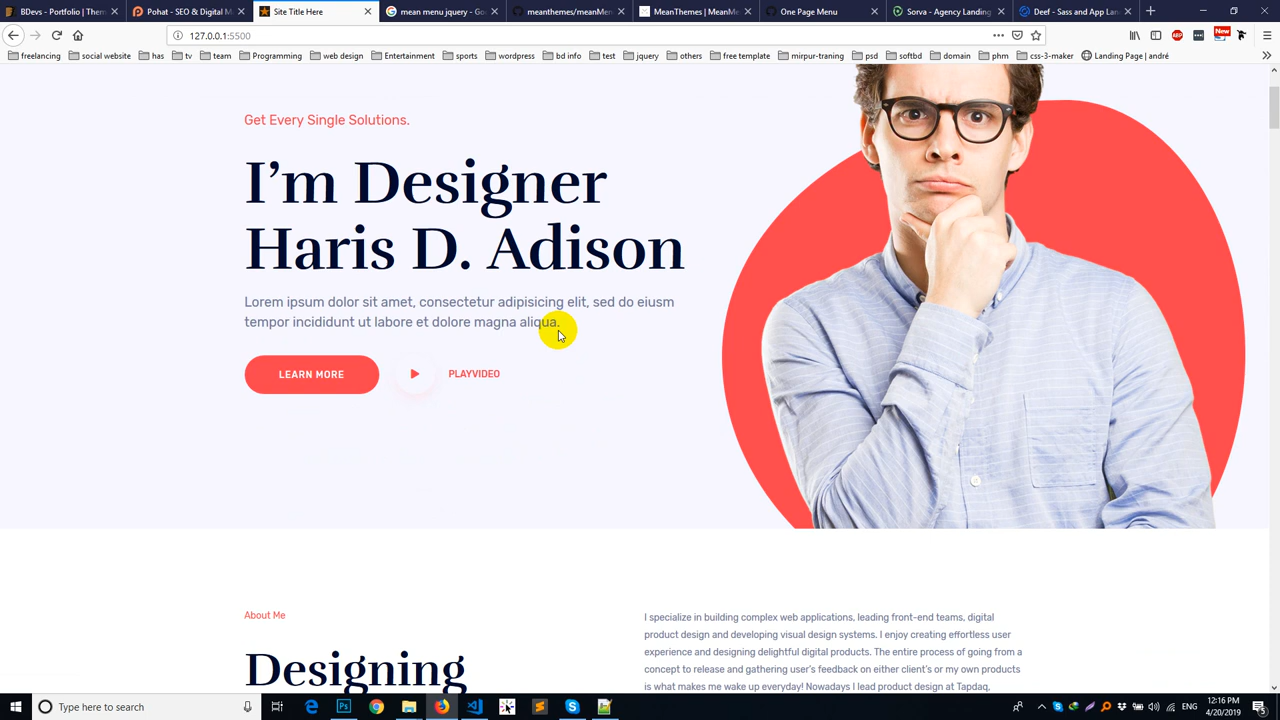 BDevs - Portfolio | Them
Pohat - SEO & Digital Ma
Site Title Here
mean menu jquery - Goo
meanthemes/meanMenu
MeanThemes | MeanMe
One Page Menu
Sorva - Agency Landing
Deef - Sass and App Lan
127.0.0.1:5500
New
freelancing
social website
has
tv
team
Programming
web design
Entertainment
sports
wordpress
bd info
test
jquery
others
free template
mirpur-traning
psd
softbd
domain
phm
css-3-maker
Landing Page | andré
Get Every Single Solutions.
I'm Designer
Haris D. Adison
Lorem ipsum dolor sit amet, consectetur adipisicing elit, sed do eiusm
tempor incididunt ut labore et dolore magna aliqua.
LEARN MORE
PLAYVIDEO
About Me
Designing
I specialize in building complex web applications, leading front-end teams, digital
product design and developing visual design systems. I enjoy creating effortless user
experience and designing delightful digital products. The entire process of going from a
concept to release and gathering user's feedback on either client's or my own products
is what makes me wake up everyday! Nowadays I lead product design at Tapdaq,
Type here to search
ENG
12:16 PM
4/20/2019
5